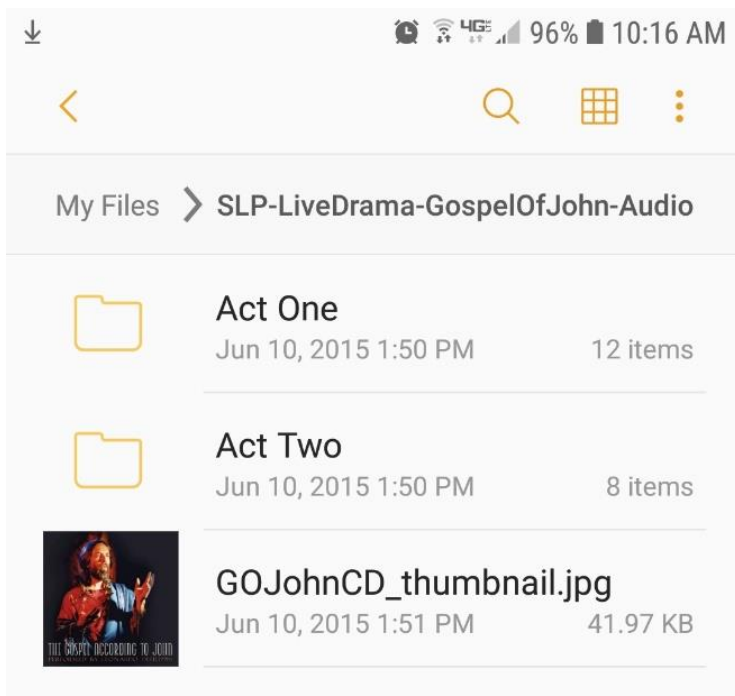 4G LTE 96% 10:16 AM
My Files SLP-LiveDrama-GospelOfJohn-Audio
Act One
Jun 10, 2015 1:50 PM 12 items
Act Two
Jun 10, 2015 1:50 PM 8 items
GOJohnCD_thumbnail.jpg
Jun 10, 2015 1:51 PM 41.97 KB
THE GOSPEL ACCORDING TO JOHN